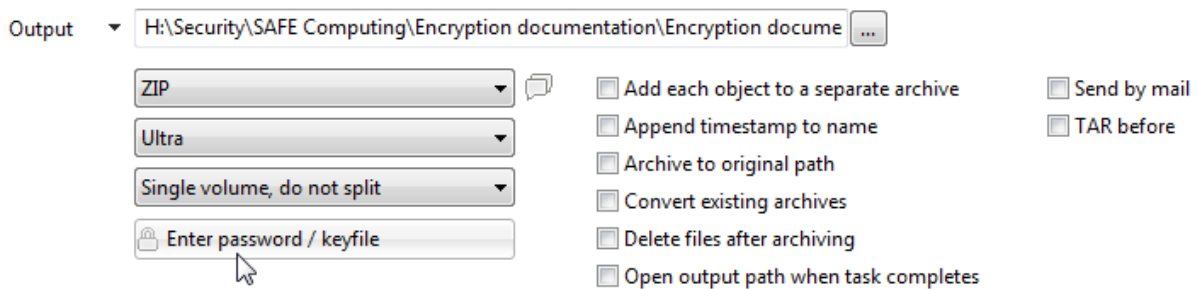 Output H:\Security\SAFE Computing\Encryption documentation\Encryption docume ...
ZIP
Ultra
Single volume, do not split
Enter password / keyfile
Add each object to a separate archive
Append timestamp to name
Archive to original path
Convert existing archives
Delete files after archiving
Open output path when task completes
Send by mail
TAR before